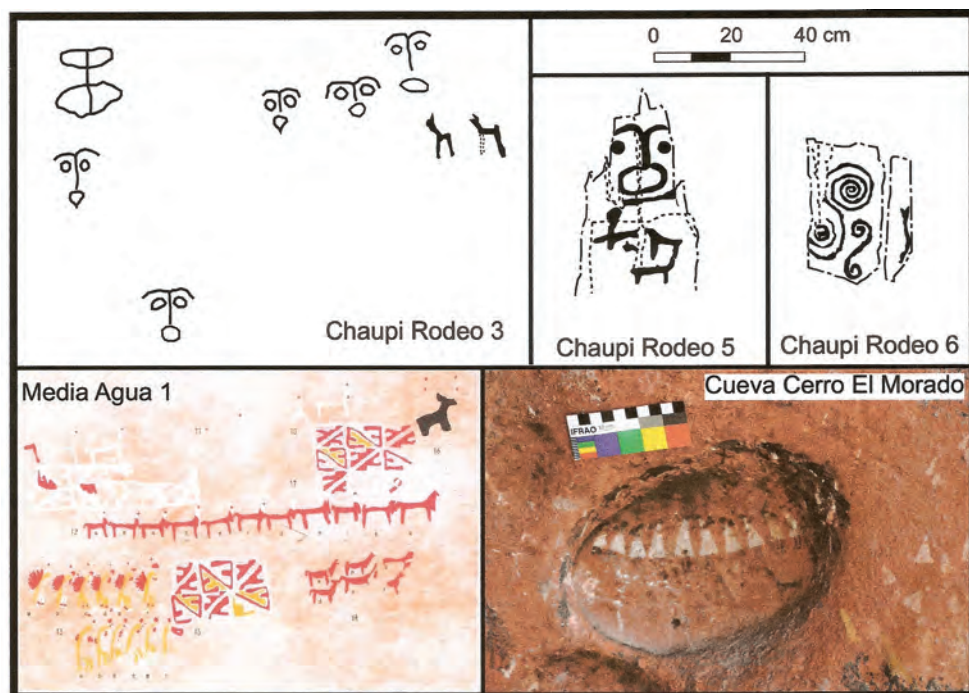 0 20 40 cm
Chaupi Rodeo 3
Chaupi Rodeo 5
Chaupi Rodeo 6
Media Agua 1
Cueva Cerro El Morado
IFRAO